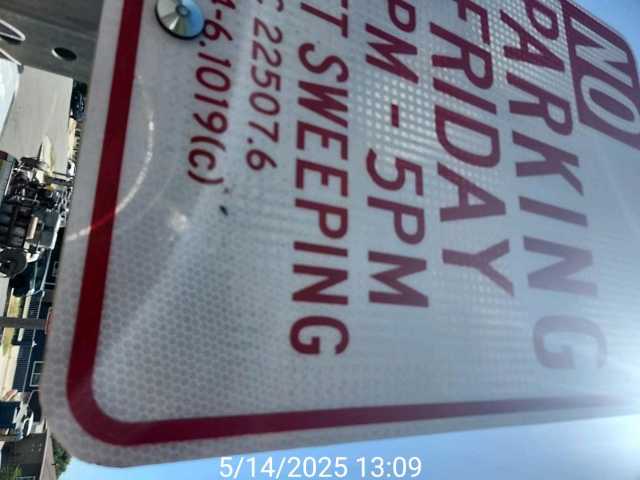 NO
PARKING
FRIDAY
PM - 5PM
T SWEEPING
C 22507.6
-6.1019(c)
5/14/2025 13:09